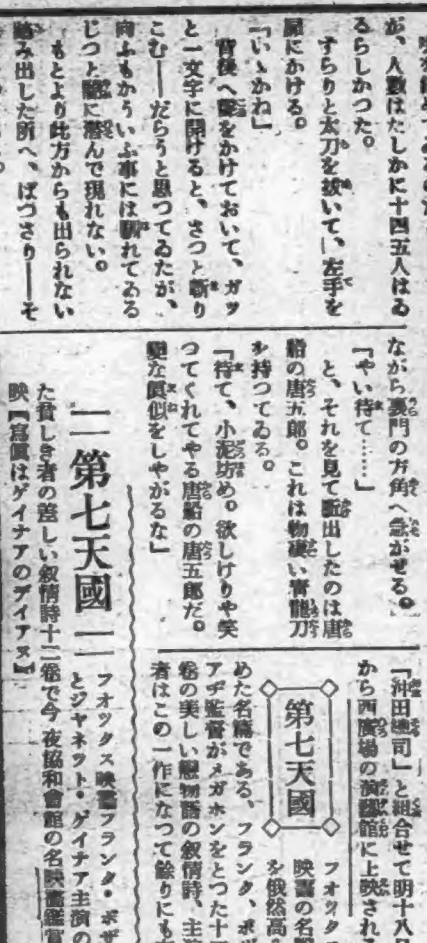 が、人数はたしかに十四五人はゐ
るらしかつた。
すらりと太刀を抜いて、左手を
扉にかける。
「いゝかね」
背後へ聲をかけておいて、ガツ
と一文字に開けると、さつと斬り
こむ――だらうと思つてゐたが、
向ふもかういふ事には馴れてゐる
じつと闇に潜んで現れない。
もとより此方からも出られない
踏み出した所へ、ばつさり――そ
ながら裏門の方角へ急がせる。
「やい待て……」
と、それを見て駈出したのは唐
船の唐五郎。これは物凄い青龍刀
を持つてゐる。
「待て、小泥坊め。欲しけりや笑
つてくれてやる唐船の唐五郎だ。
變な眞似をしやがるな」
「沖田總司」と組合せて明十八
から西廣場の演藝館に上映され
第七天國
フオツクス
映畫の名
を俄然高
めた名篇である、フランク、ボザ
アヂ監督がメガホンをとつた十二
卷の美しい戀物語の叙情詩、主演
者はこの一作になつて餘りにも
第七天國
フオツクス映畫フランク・ボザ
とジヤネツト・ゲイナア主演の
た貧しき者の差しい叙情詩十二卷で今夜協和會館の名映畫鑑賞
映【寫眞はゲイナアのデイアヌ】